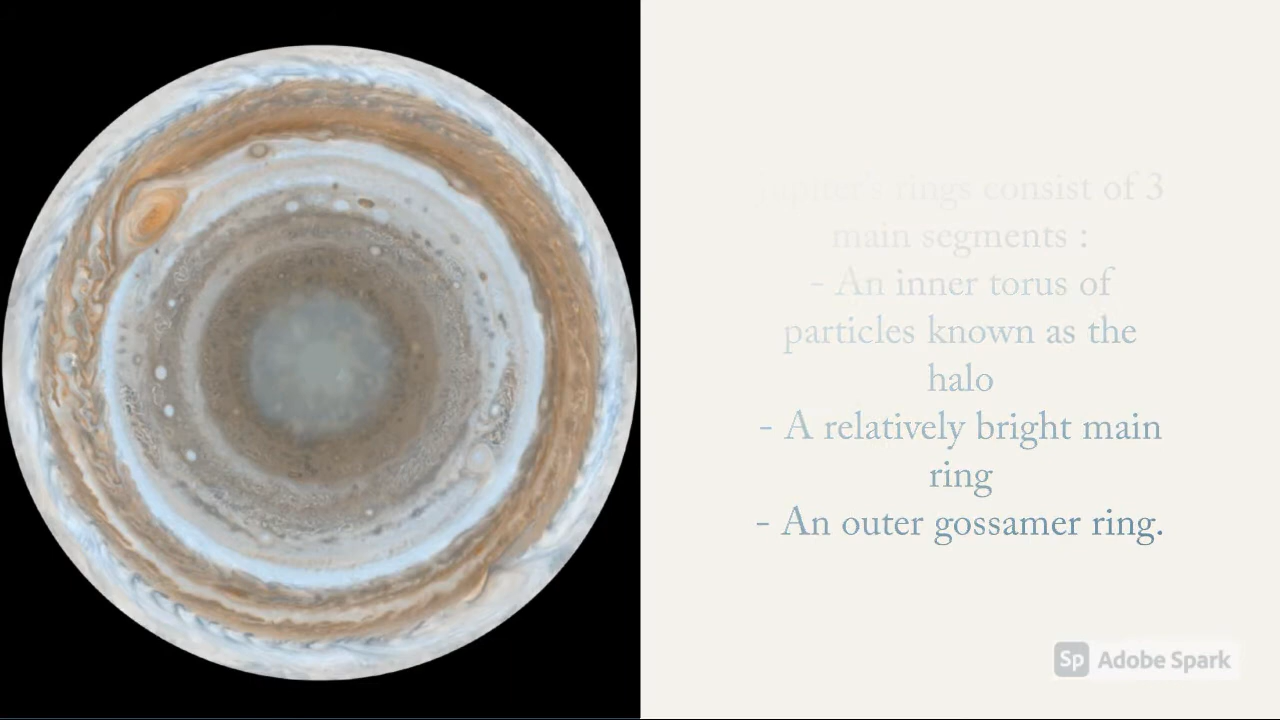 Jupiter's rings consist of 3
main segments :
- An inner torus of
particles known as the
halo
- A relatively bright main
ring
- An outer gossamer ring.
Sp Adobe Spark